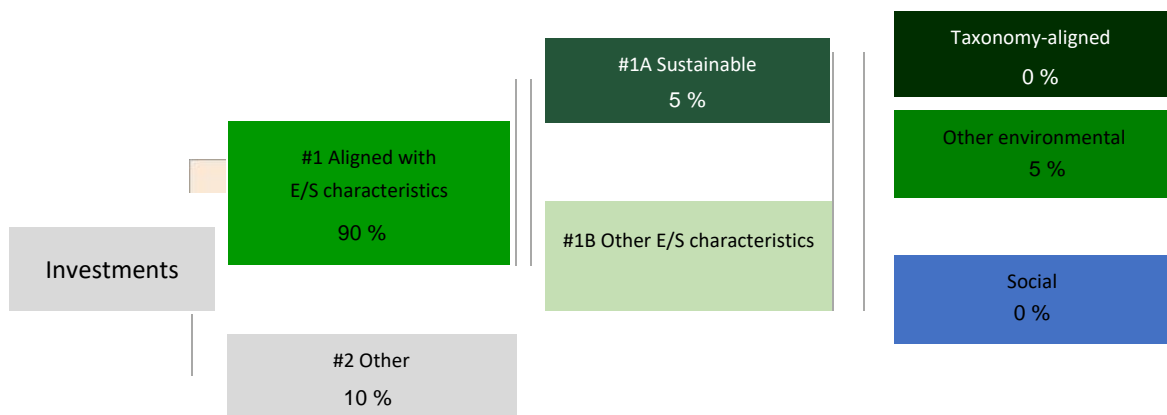 Investments
#1 Aligned with
E/S characteristics
90 %
#2 Other
10 %
#1A Sustainable
5 %
#1B Other E/S characteristics
Taxonomy-aligned
0 %
Other environmental
5 %
Social
0 %